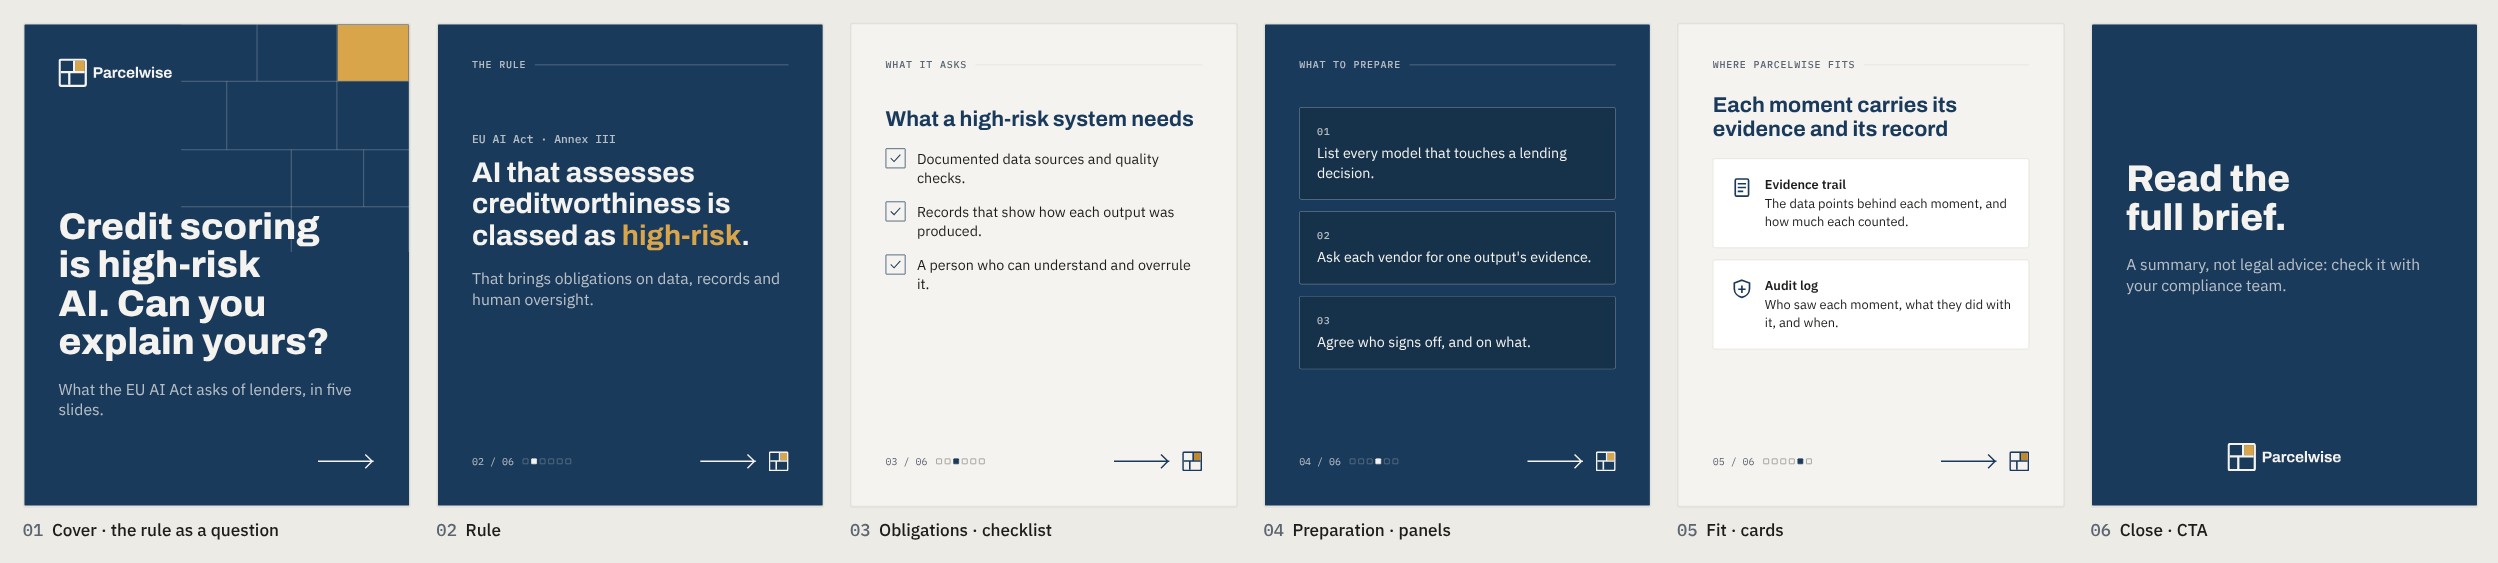 Parcelwise
Credit scoring
is high-risk
AI. Can you
explain yours?
What the EU AI Act asks of lenders, in five
slides.
01 Cover · the rule as a question
THE RULE
EU AI Act · Annex III
AI that assesses
creditworthiness is
classed as high-risk.
That brings obligations on data, records and
human oversight.
02 / 06
02 Rule
WHAT IT ASKS
What a high-risk system needs
Documented data sources and quality
checks.
Records that show how each output was
produced.
A person who can understand and overrule
it.
03 / 06
03 Obligations · checklist
WHAT TO PREPARE
01
List every model that touches a lending
decision.
02
Ask each vendor for one output's evidence.
03
Agree who signs off, and on what.
04 / 06
04 Preparation · panels
WHERE PARCELWISE FITS
Each moment carries its
evidence and its record
Evidence trail
The data points behind each moment, and
how much each counted.
Audit log
Who saw each moment, what they did with
it, and when.
05 / 06
05 Fit · cards
Read the
full brief.
A summary, not legal advice: check it with
your compliance team.
Parcelwise
06 Close · CTA